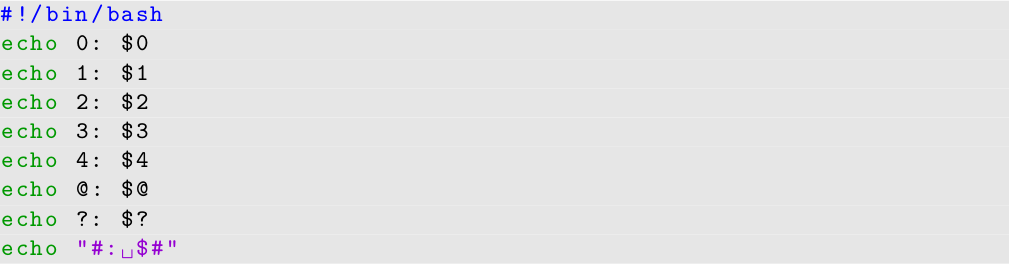 #!/bin/bash
echo 0: $0
echo 1: $1
echo 2: $2
echo 3: $3
echo 4: $4
echo @: $@
echo ?: $?
echo "#:␣$#"